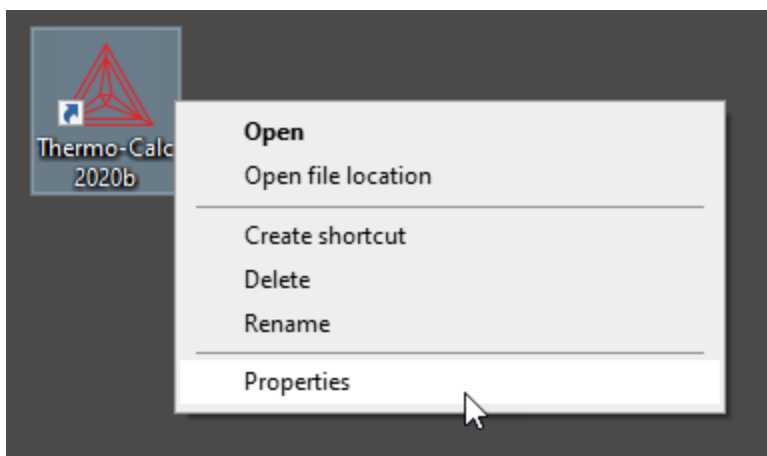 Thermo-Calc
2020b
Open
Open file location
Create shortcut
Delete
Rename
Properties